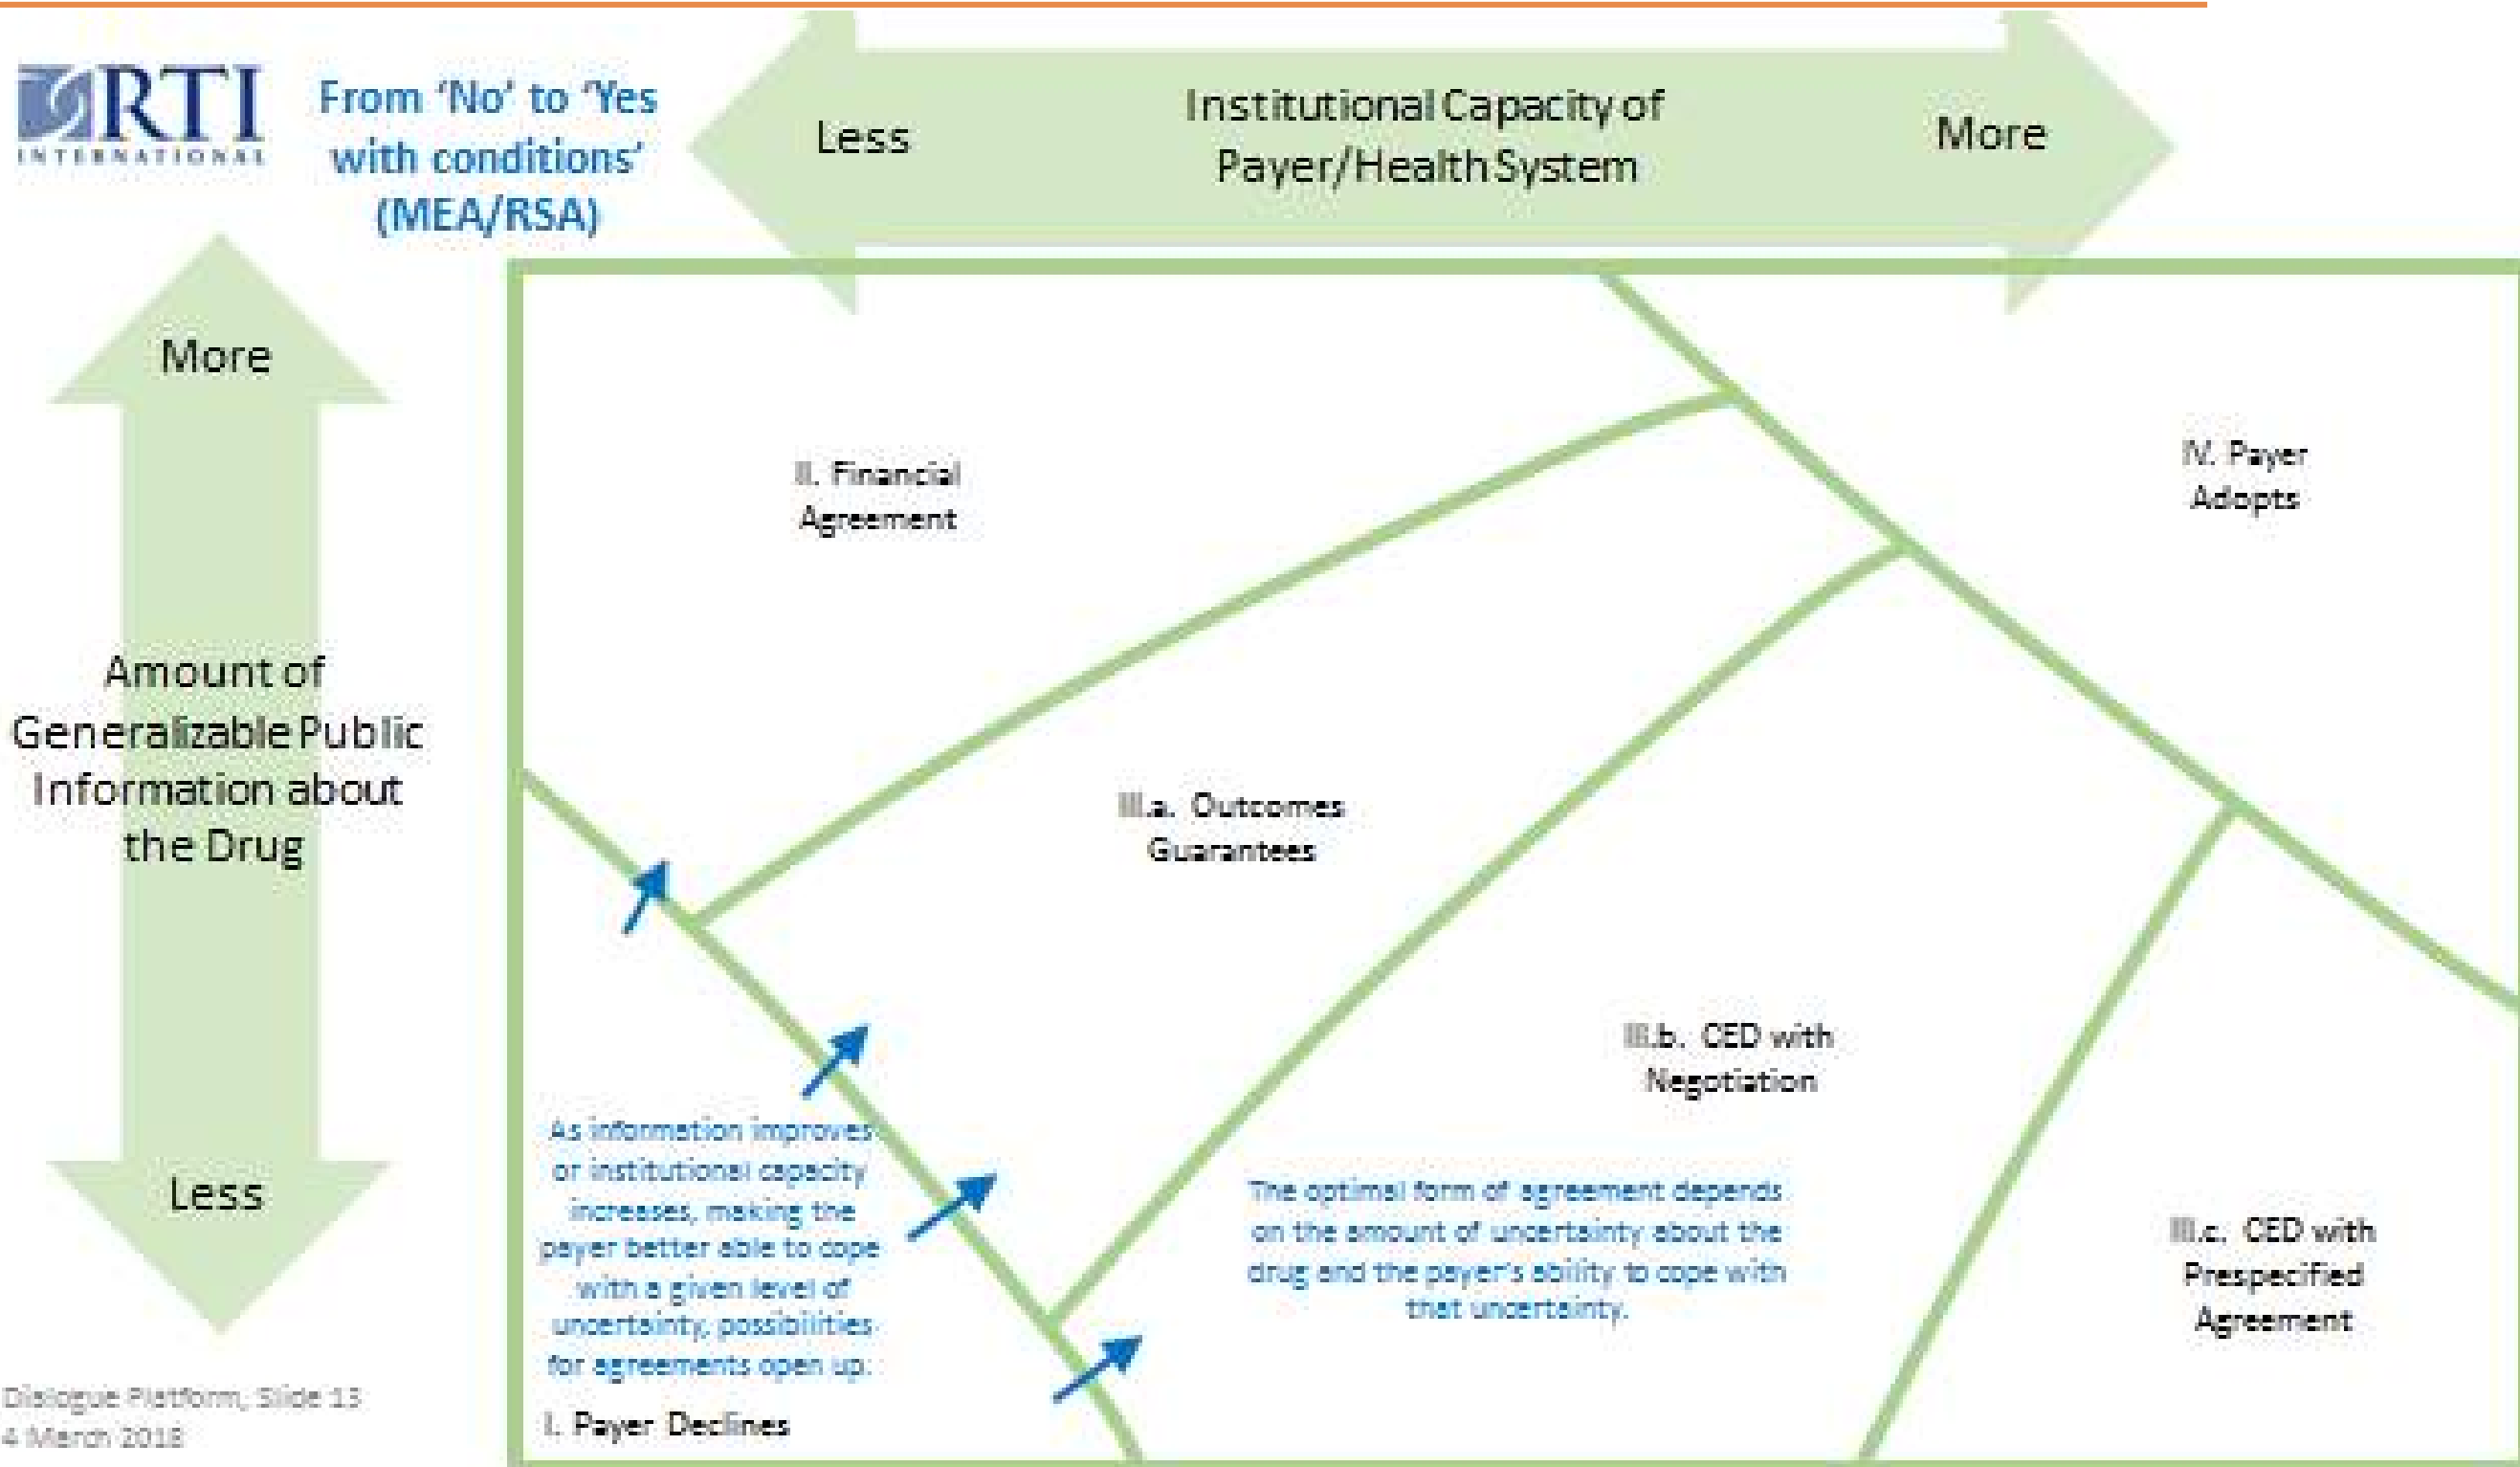 RTI
INTERNATIONAL
From ‘No’ to ‘Yes
with conditions’
(MEA/RSA)
Less
Institutional Capacity of
Payer/Health System
More
More
Amount of
Generalizable Public
Information about
the Drug
Less
II. Financial
Agreement
IV. Payer
Adopts
III.a. Outcomes
Guarantees
III.b. CED with
Negotiation
As information improves
or institutional capacity
increases, making the
payer better able to cope
with a given level of
uncertainty, possibilities
for agreements open up.
I. Payer Declines
The optimal form of agreement depends
on the amount of uncertainty about the
drug and the payer's ability to cope with
that uncertainty.
III.c. CED with
Prespecified
Agreement
Dialogue Platform, Slide 13
4 March 2018